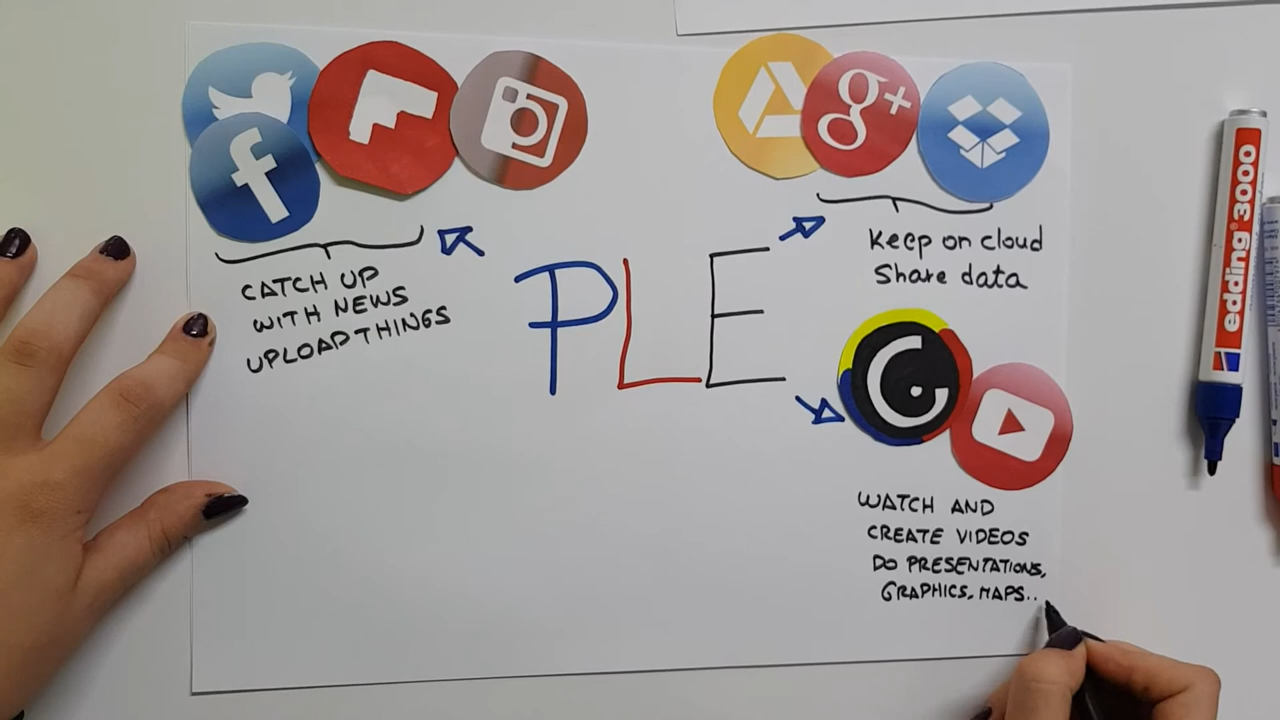 g+
f
CATCH UP
WITH NEWS
UPLOAD THINGS
PLE
Keep on cloud
Share data
WATCH AND
CREATE VIDEOS
DO PRESENTATIONS,
GRAPHICS, MAPS..
edding 3000